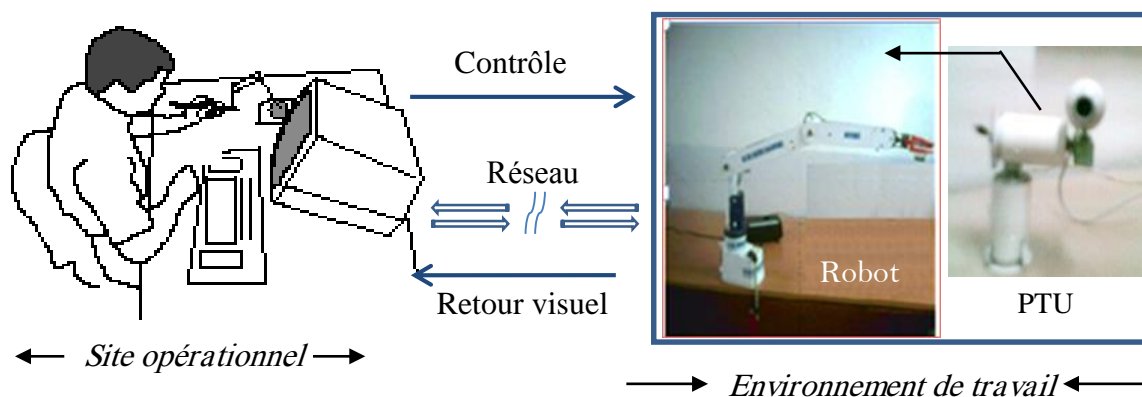 Contrôle
Réseau
Retour visuel
Robot
PTU
Site opérationnel
Environnement de travail